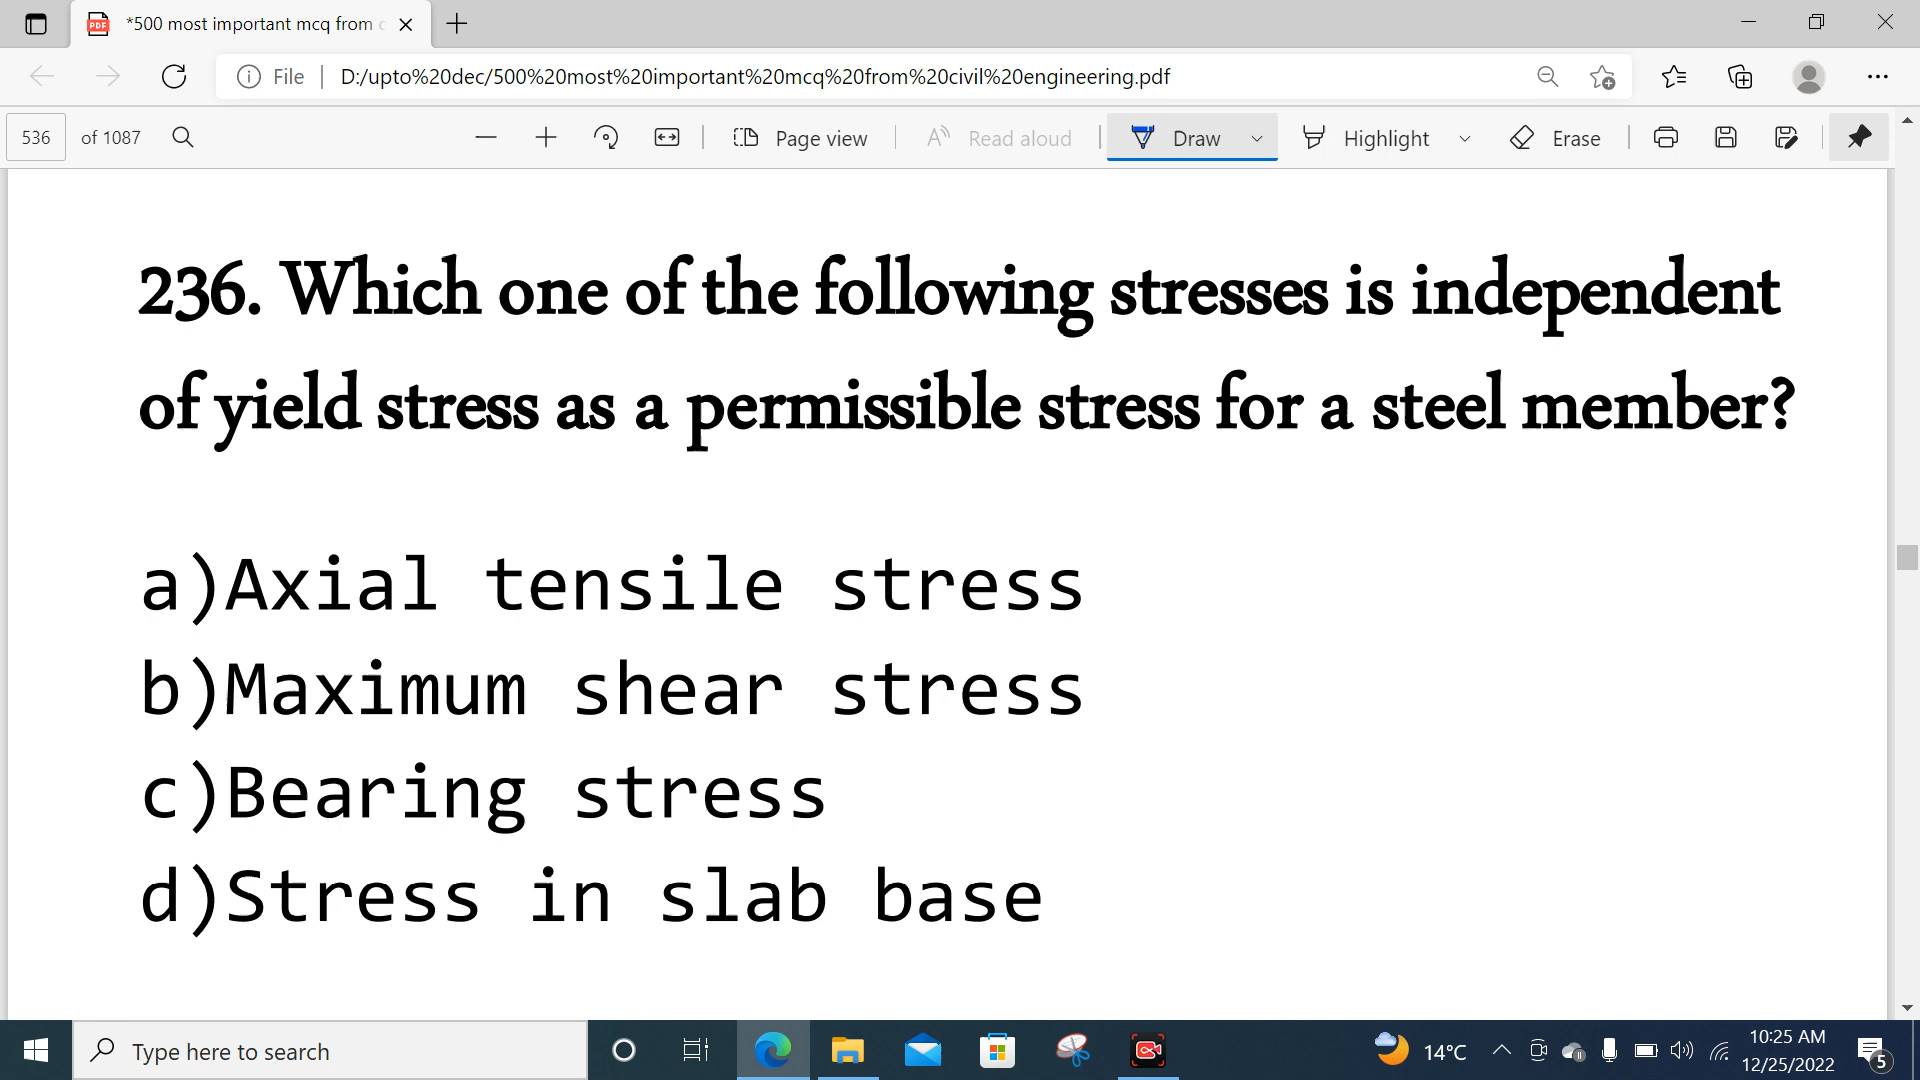 *500 most important mcq from c
File
D:/upto%20dec/500%20most%20important%20mcq%20from%20civil%20engineering.pdf
536 of 1087
Page view
Read aloud
Draw
Highlight
Erase
236. Which one of the following stresses is independent
of yield stress as a permissible stress for a steel member?
a)Axial tensile stress
b)Maximum shear stress
c)Bearing stress
d)Stress in slab base
Type here to search
14°C
10:25 AM
12/25/2022
5